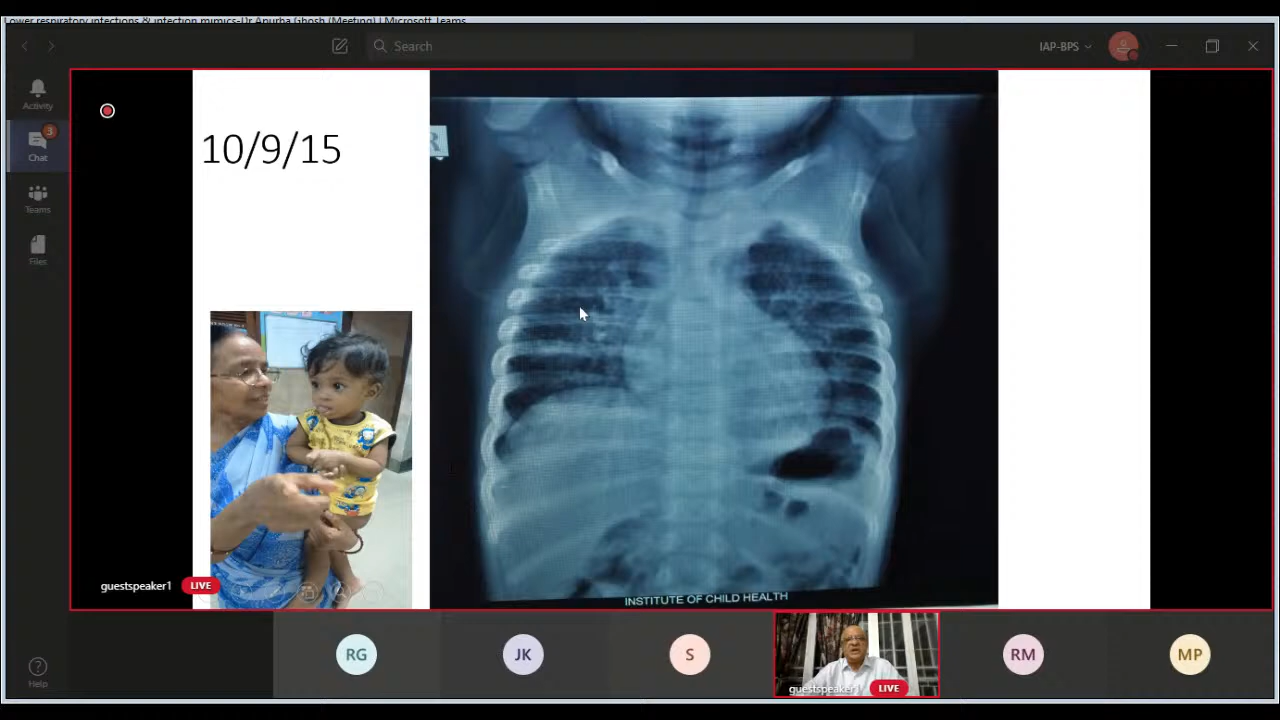 Lower respiratory infections & infection mimics-Dr Apurba Ghosh (Meeting) | Microsoft Teams
Search
IAP-BPS
Activity
3
Chat
Teams
Files
10/9/15
R
INSTITUTE OF CHILD HEALTH
guestspeaker1 LIVE
RG
JK
S
guestspeaker1 LIVE
RM
MP
Help